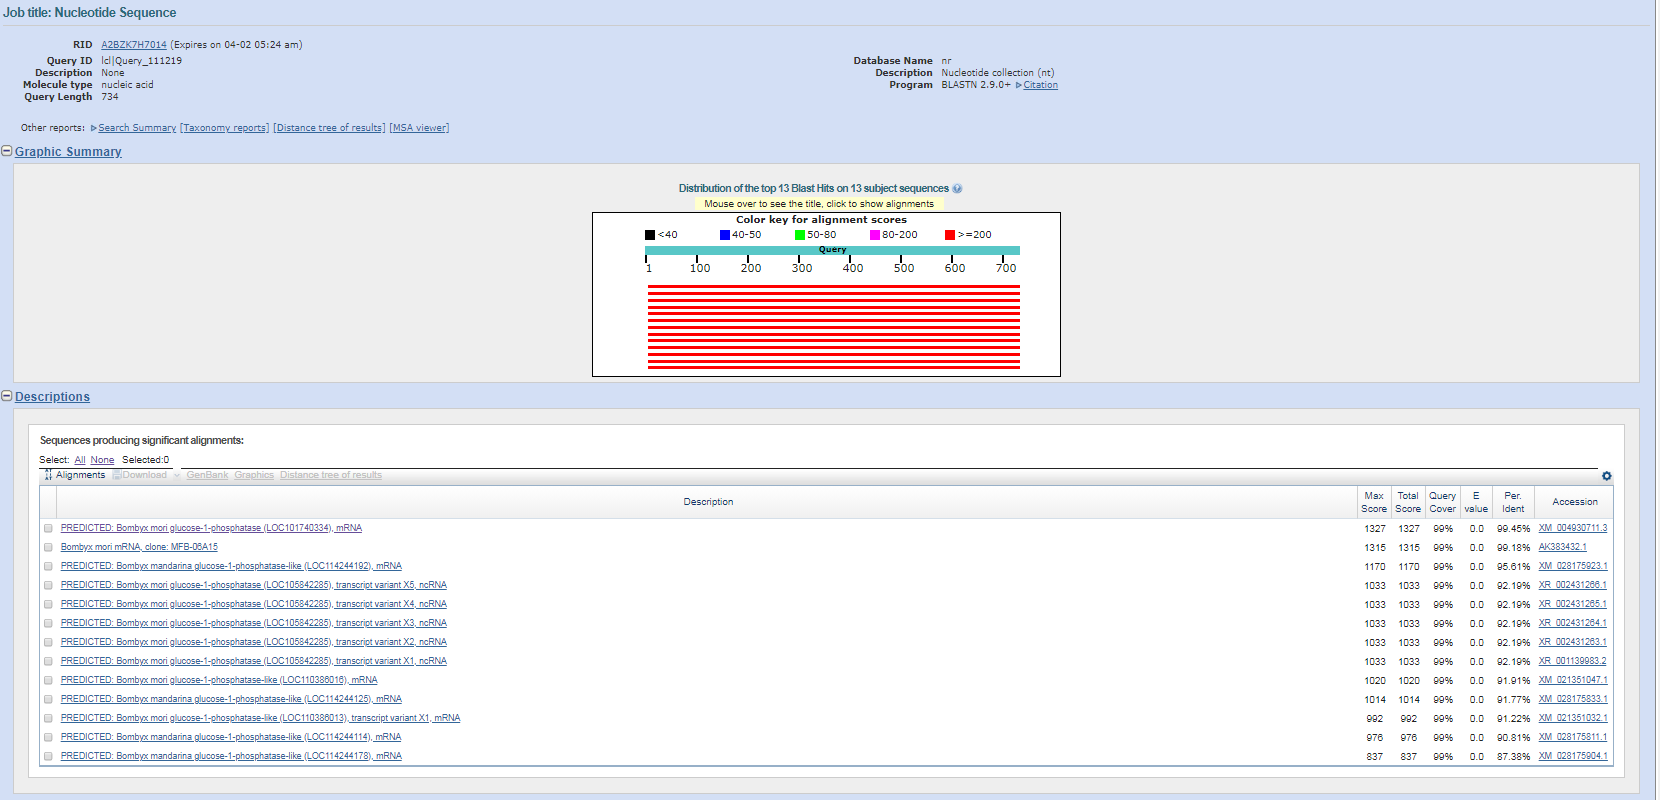 Job title: Nucleotide Sequence
RID A2BZK7H7014 (Expires on 04-02 05:24 am)
Query ID lcl|Query_111219
Description None
Molecule type nucleic acid
Query Length 734
Database Name nr
Description Nucleotide collection (nt)
Program BLASTN 2.9.0+ Citation
Other reports: Search Summary [Taxonomy reports] [Distance tree of results] [MSA viewer]
Graphic Summary
Distribution of the top 13 Blast Hits on 13 subject sequences
Mouse over to see the title, click to show alignments
Color key for alignment scores
<40 40-50 50-80 80-200 >=200
Query
1 100 200 300 400 500 600 700
Descriptions
Sequences producing significant alignments:
Select: All None Selected:0
Alignments Download GenBank Graphics Distance tree of results
Description Max Score Total Score Query Cover E value Per. Ident Accession
PREDICTED: Bombyx mori glucose-1-phosphatase (LOC101740334), mRNA 1327 1327 99% 0.0 99.45% XM_004930711.3
Bombyx mori mRNA, clone: MFB-06A15 1315 1315 99% 0.0 99.18% AK383432.1
PREDICTED: Bombyx mandarina glucose-1-phosphatase-like (LOC114244192), mRNA 1170 1170 99% 0.0 95.61% XM_028175923.1
PREDICTED: Bombyx mori glucose-1-phosphatase (LOC105842285), transcript variant X5, ncRNA 1033 1033 99% 0.0 92.19% XR_002431266.1
PREDICTED: Bombyx mori glucose-1-phosphatase (LOC105842285), transcript variant X4, ncRNA 1033 1033 99% 0.0 92.19% XR_002431265.1
PREDICTED: Bombyx mori glucose-1-phosphatase (LOC105842285), transcript variant X3, ncRNA 1033 1033 99% 0.0 92.19% XR_002431264.1
PREDICTED: Bombyx mori glucose-1-phosphatase (LOC105842285), transcript variant X2, ncRNA 1033 1033 99% 0.0 92.19% XR_002431263.1
PREDICTED: Bombyx mori glucose-1-phosphatase (LOC105842285), transcript variant X1, ncRNA 1033 1033 99% 0.0 92.19% XR_001139983.2
PREDICTED: Bombyx mori glucose-1-phosphatase-like (LOC110386016), mRNA 1020 1020 99% 0.0 91.91% XM_021351047.1
PREDICTED: Bombyx mandarina glucose-1-phosphatase-like (LOC114244125), mRNA 1014 1014 99% 0.0 91.77% XM_028175833.1
PREDICTED: Bombyx mori glucose-1-phosphatase-like (LOC110386013), transcript variant X1, mRNA 992 992 99% 0.0 91.22% XM_021351032.1
PREDICTED: Bombyx mandarina glucose-1-phosphatase-like (LOC114244114), mRNA 976 976 99% 0.0 90.81% XM_028175811.1
PREDICTED: Bombyx mandarina glucose-1-phosphatase-like (LOC114244178), mRNA 837 837 99% 0.0 87.38% XM_028175904.1